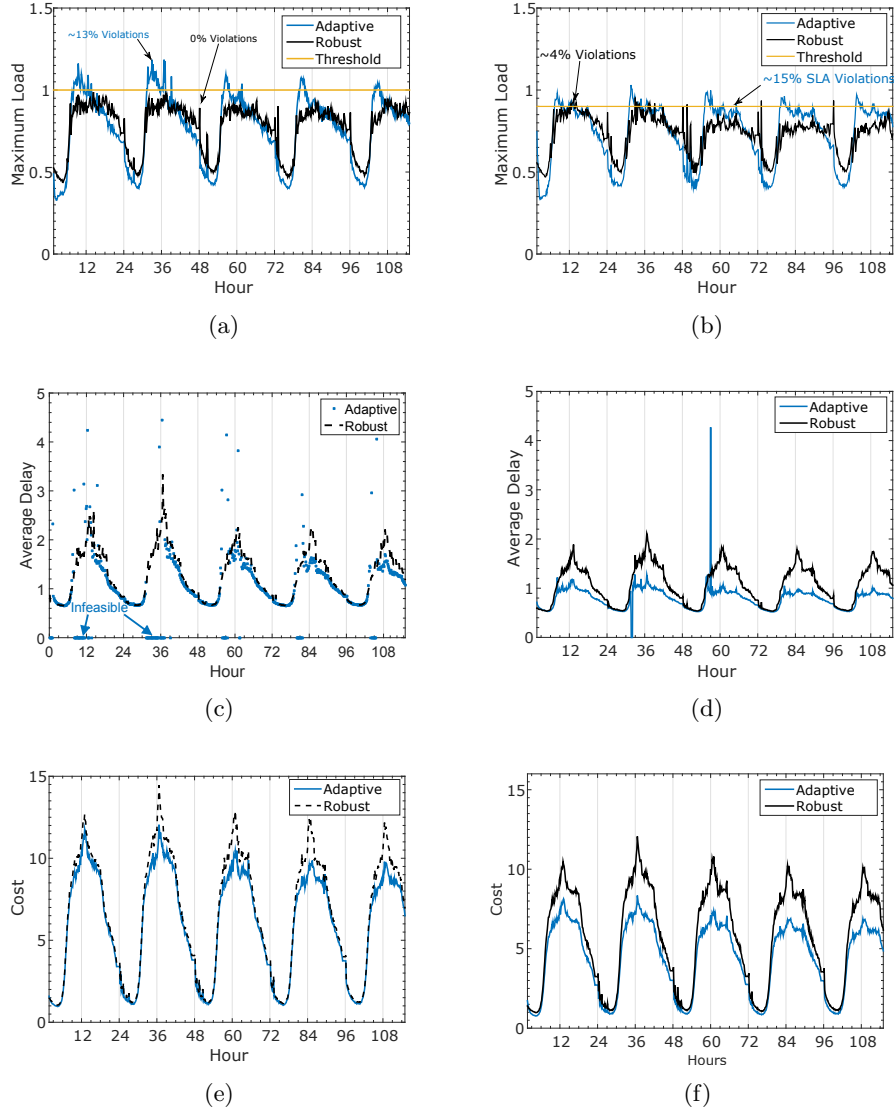 1.5
1
0.5
0
Maximum Load
~13% Violations
0% Violations
Adaptive
Robust
Threshold
12 24 36 48 60 72 84 96 108
Hour
(a)
1.5
1
0.5
0
Maximum Load
~4% Violations
~15% SLA Violations
Adaptive
Robust
Threshold
12 24 36 48 60 72 84 96 108
Hour
(b)
5
4
3
2
1
0
Average Delay
Adaptive
Robust
Infeasible
0 12 24 36 48 60 72 84 96 108
Hour
(c)
5
4
3
2
1
0
Average Delay
Adaptive
Robust
12 24 36 48 60 72 84 96 108
Hour
(d)
15
10
5
0
Cost
Adaptive
Robust
12 24 36 48 60 72 84 96 108
Hour
(e)
15
10
5
0
Cost
Adaptive
Robust
12 24 36 48 60 72 84 96 108
Hours
(f)